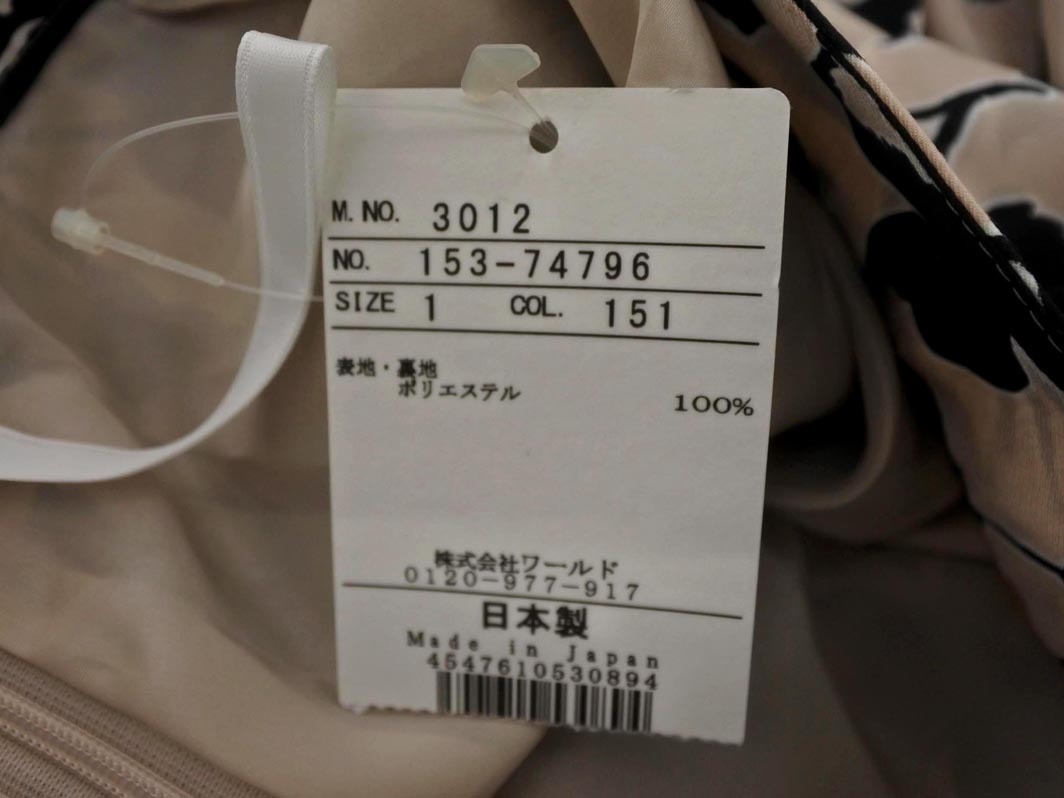 M. NO. 3012
NO. 153-74796
SIZE 1 COL. 151
表地・裏地
ポリエステル 100%
株式会社ワールド
0120-977-917
日本製
Made in Japan
4547610530894